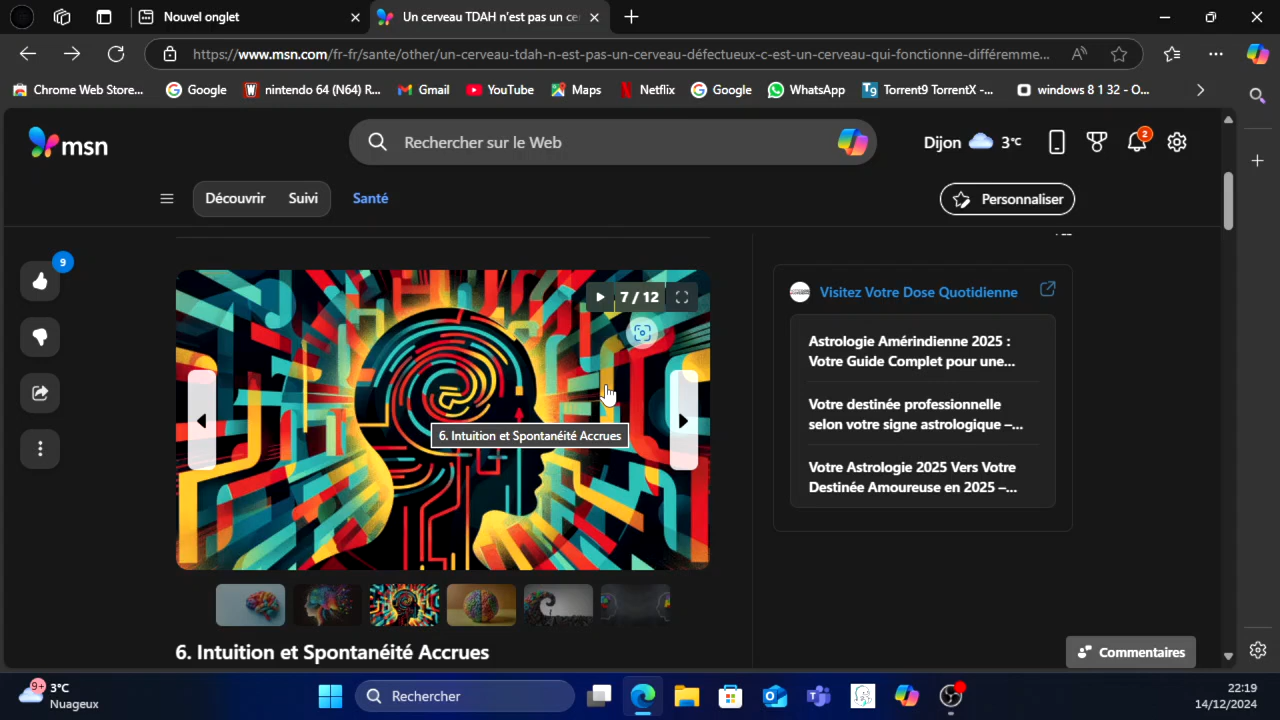 Nouvel onglet
Un cerveau TDAH n'est pas un ce
https://www.msn.com/fr-fr/sante/other/un-cerveau-tdah-n-est-pas-un-cerveau-défectueux-c-est-un-cerveau-qui-fonctionne-différemme...
Chrome Web Store...
Google
nintendo 64 (N64) R...
Gmail
YouTube
Maps
Netflix
Google
WhatsApp
Torrent9 TorrentX -...
windows 8 1 32 - O...
msn
Rechercher sur le Web
Dijon
3°C
2
Découvrir
Suivi
Santé
Personnaliser
9
7 / 12
6. Intuition et Spontanéité Accrues
Visitez Votre Dose Quotidienne
Astrologie Amérindienne 2025 :
Votre Guide Complet pour une...
Votre destinée professionnelle
selon votre signe astrologique –...
Votre Astrologie 2025 Vers Votre
Destinée Amoureuse en 2025 –...
6. Intuition et Spontanéité Accrues
Commentaires
9+
3°C
Nuageux
Rechercher
22:19
14/12/2024